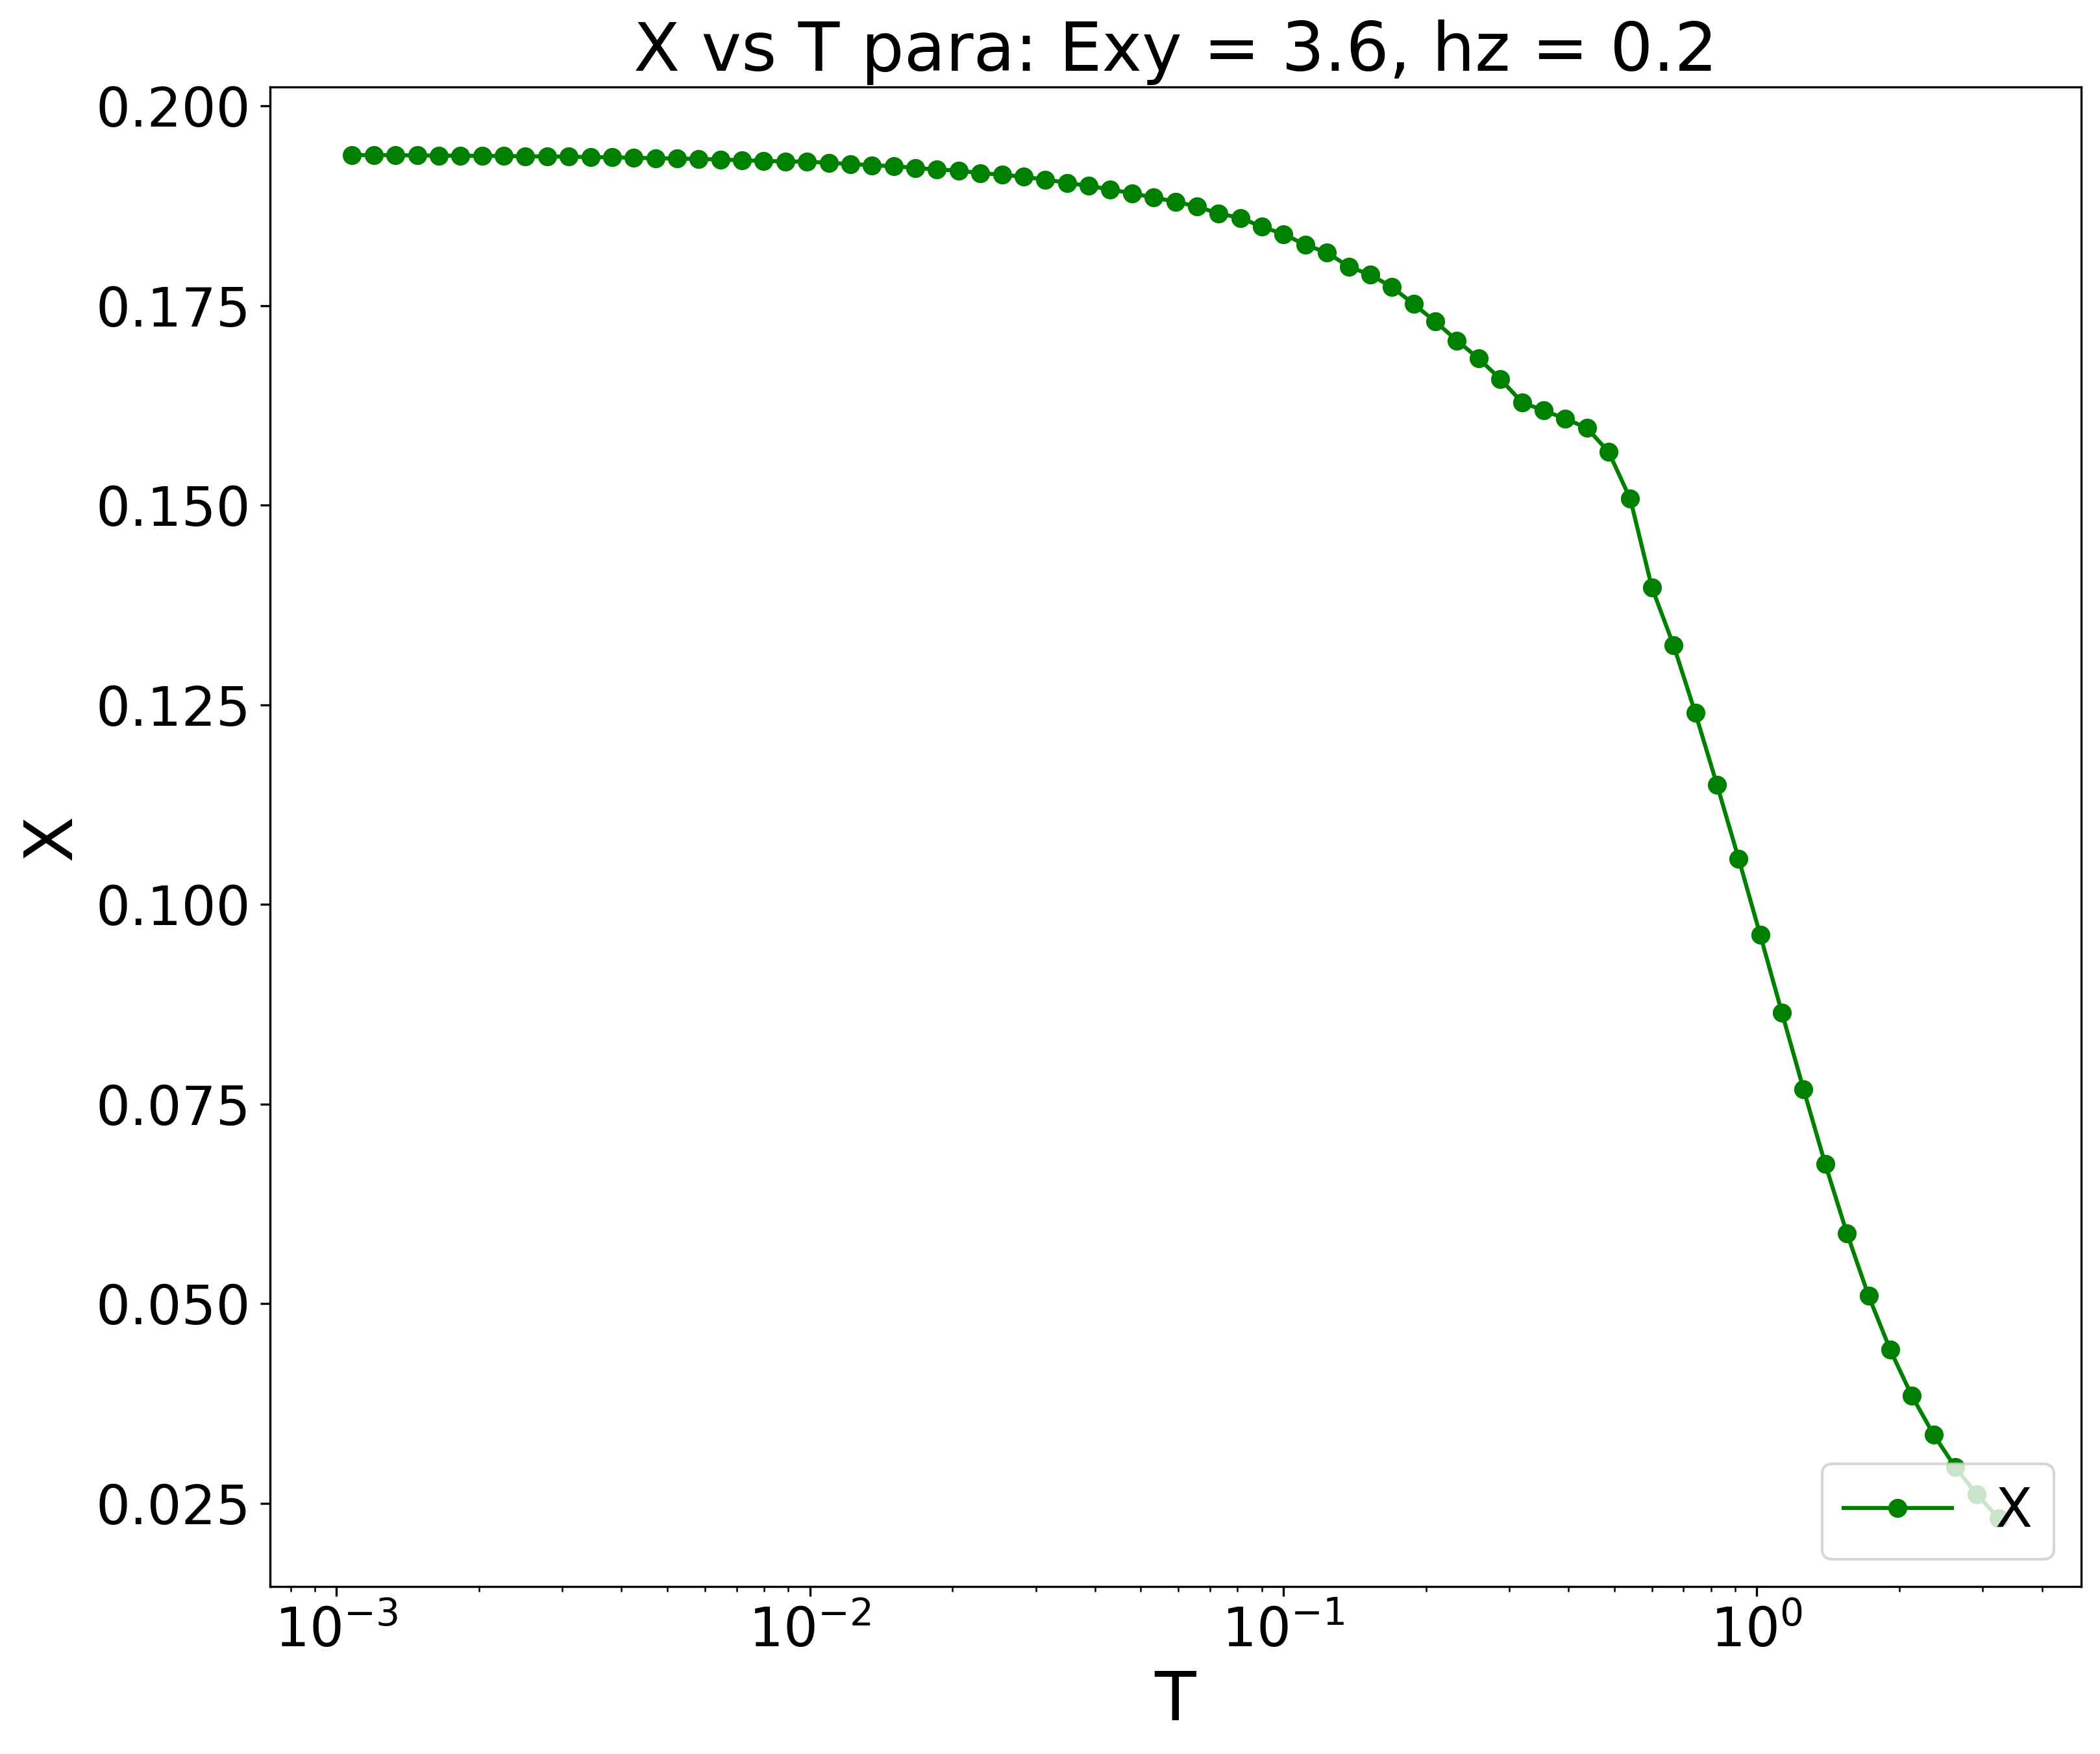 X vs T para: Exy = 3.6, hz = 0.2
0.200
0.175
0.150
0.125
0.100
0.075
0.050
0.025
X
X
10⁻³ 10⁻² 10⁻¹ 10⁰
T